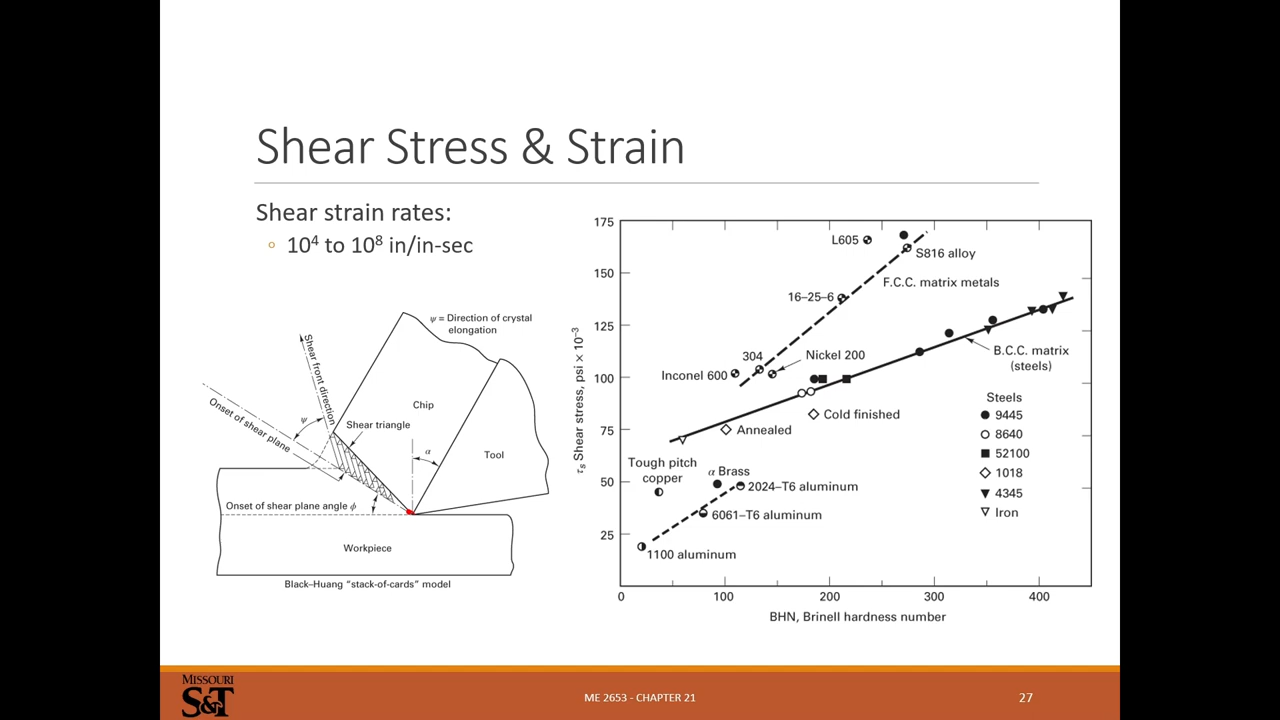 Shear Stress & Strain
Shear strain rates:
◦ 10⁴ to 10⁸ in/in-sec
ψ = Direction of crystal
elongation
Shear front direction
Onset of shear plane
ψ
Chip
Shear triangle
α
Tool
Onset of shear plane angle ϕ
Workpiece
Black–Huang "stack-of-cards" model
τs Shear stress, psi × 10⁻³
175
150
125
100
75
50
25
0
100
200
300
400
BHN, Brinell hardness number
L605
S816 alloy
F.C.C. matrix metals
16–25–6
304
Nickel 200
Inconel 600
B.C.C. matrix
(steels)
Cold finished
Annealed
Tough pitch
copper
α Brass
2024–T6 aluminum
6061–T6 aluminum
1100 aluminum
Steels
9445
8640
52100
1018
4345
Iron
MISSOURI
S&T
ME 2653 - CHAPTER 21
27